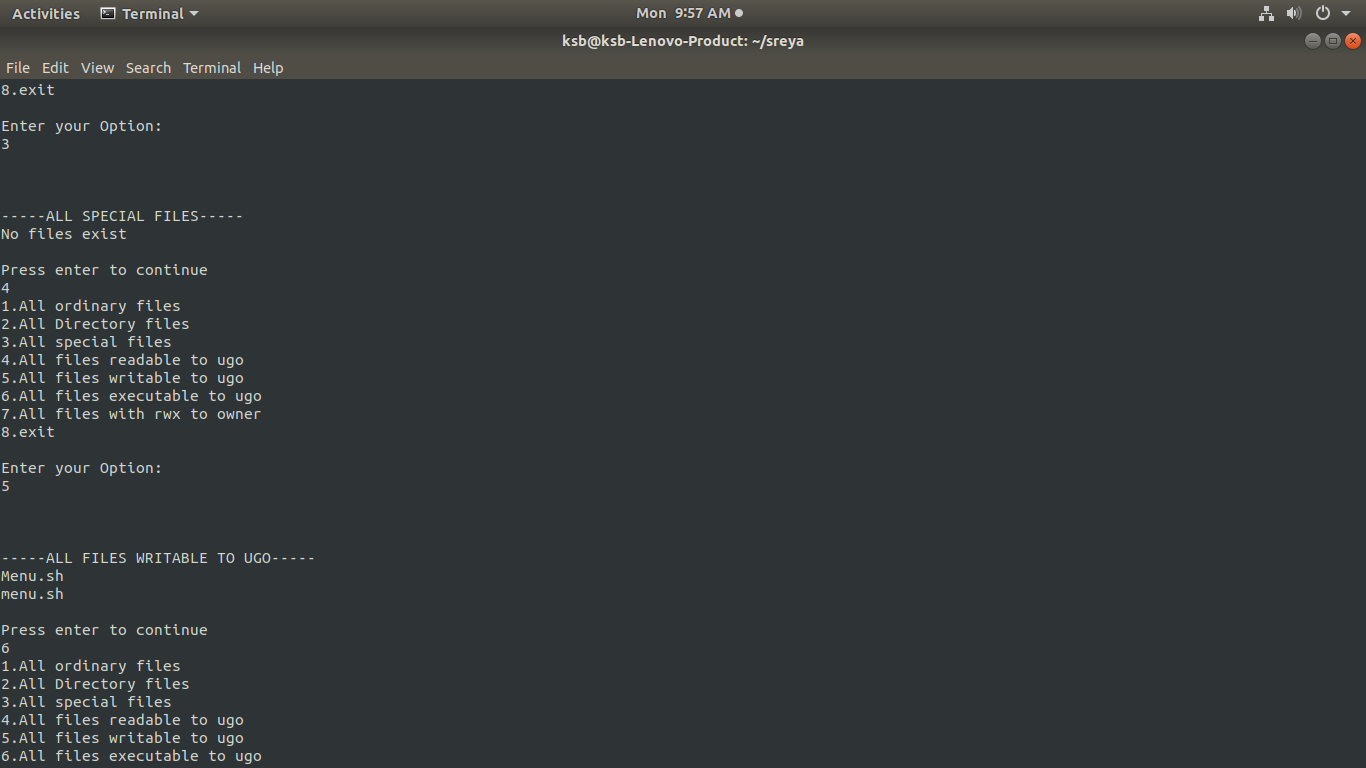 Activities Terminal Mon 9:57 AM
ksb@ksb-Lenovo-Product: ~/sreya
File Edit View Search Terminal Help
8.exit
Enter your Option:
3
-----ALL SPECIAL FILES-----
No files exist
Press enter to continue
4
1.All ordinary files
2.All Directory files
3.All special files
4.All files readable to ugo
5.All files writable to ugo
6.All files executable to ugo
7.All files with rwx to owner
8.exit
Enter your Option:
5
-----ALL FILES WRITABLE TO UGO-----
Menu.sh
menu.sh
Press enter to continue
6
1.All ordinary files
2.All Directory files
3.All special files
4.All files readable to ugo
5.All files writable to ugo
6.All files executable to ugo